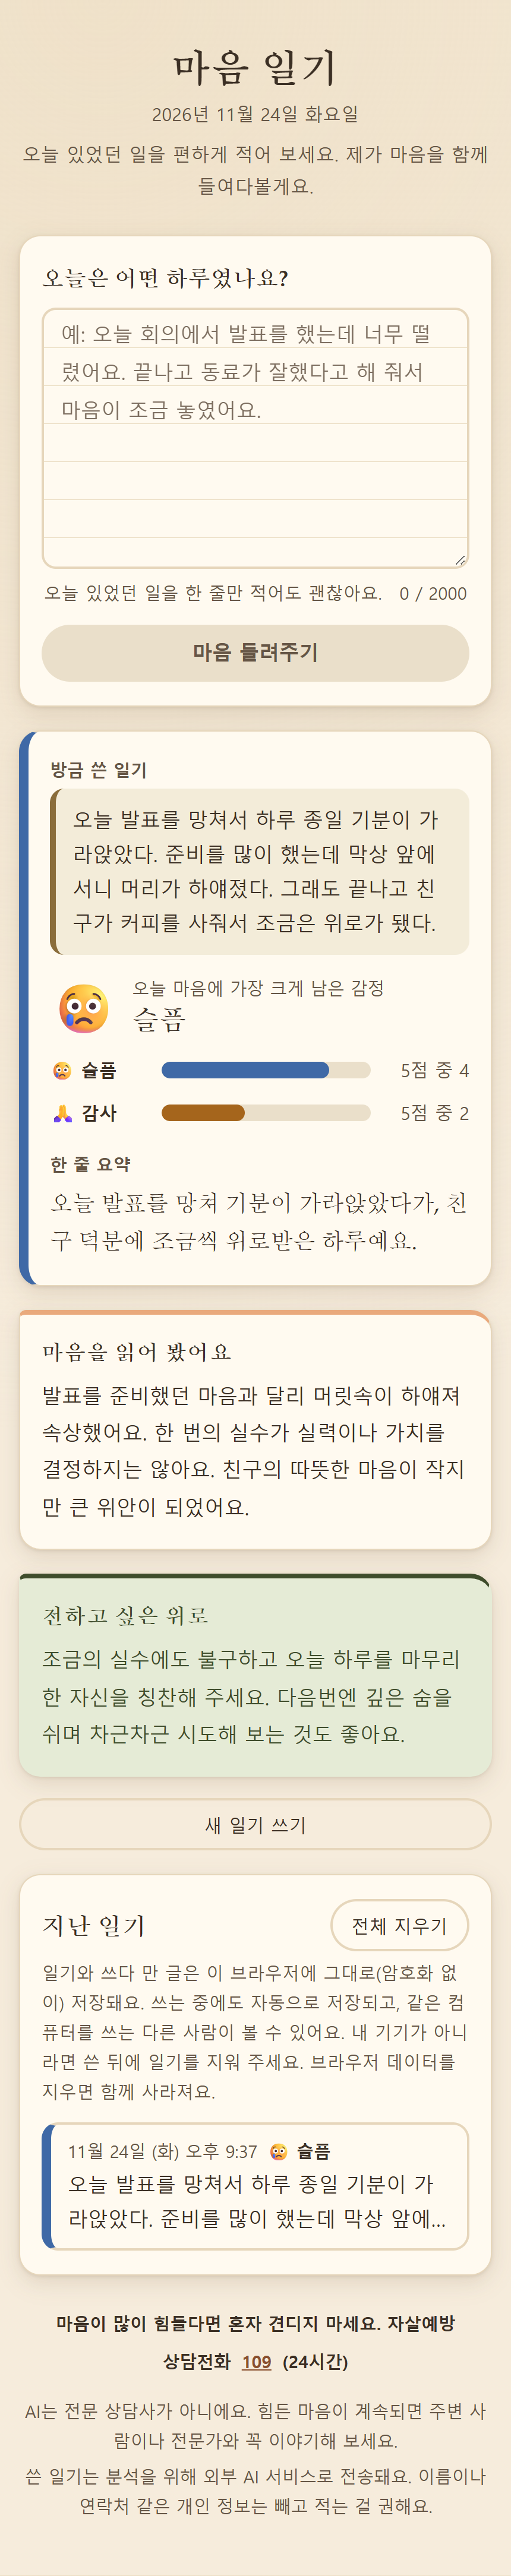 마음 일기
2026년 11월 24일 화요일
오늘 있었던 일을 편하게 적어 보세요. 제가 마음을 함께
들여다볼게요.
오늘은 어떤 하루였나요?
예: 오늘 회의에서 발표를 했는데 너무 떨
렸어요. 끝나고 동료가 잘했다고 해 줘서
마음이 조금 놓였어요.
오늘 있었던 일을 한 줄만 적어도 괜찮아요. 0 / 2000
마음 들려주기
방금 쓴 일기
오늘 발표를 망쳐서 하루 종일 기분이 가
라앉았다. 준비를 많이 했는데 막상 앞에
서니 머리가 하얘졌다. 그래도 끝나고 친
구가 커피를 사줘서 조금은 위로가 됐다.
오늘 마음에 가장 크게 남은 감정
슬픔
슬픔 5점 중 4
감사 5점 중 2
한 줄 요약
오늘 발표를 망쳐 기분이 가라앉았다가, 친
구 덕분에 조금씩 위로받은 하루예요.
마음을 읽어 봤어요
발표를 준비했던 마음과 달리 머릿속이 하얘져
속상했어요. 한 번의 실수가 실력이나 가치를
결정하지는 않아요. 친구의 따뜻한 마음이 작지
만 큰 위안이 되었어요.
전하고 싶은 위로
조금의 실수에도 불구하고 오늘 하루를 마무리
한 자신을 칭찬해 주세요. 다음번엔 깊은 숨을
쉬며 차근차근 시도해 보는 것도 좋아요.
새 일기 쓰기
지난 일기 전체 지우기
일기와 쓰다 만 글은 이 브라우저에 그대로(암호화 없
이) 저장돼요. 쓰는 중에도 자동으로 저장되고, 같은 컴
퓨터를 쓰는 다른 사람이 볼 수 있어요. 내 기기가 아니
라면 쓴 뒤에 일기를 지워 주세요. 브라우저 데이터를
지우면 함께 사라져요.
11월 24일 (화) 오후 9:37 슬픔
오늘 발표를 망쳐서 하루 종일 기분이 가
라앉았다. 준비를 많이 했는데 막상 앞에...
마음이 많이 힘들다면 혼자 견디지 마세요. 자살예방
상담전화 109 (24시간)
AI는 전문 상담사가 아니에요. 힘든 마음이 계속되면 주변 사
람이나 전문가와 꼭 이야기해 보세요.
쓴 일기는 분석을 위해 외부 AI 서비스로 전송돼요. 이름이나
연락처 같은 개인 정보는 빼고 적는 걸 권해요.